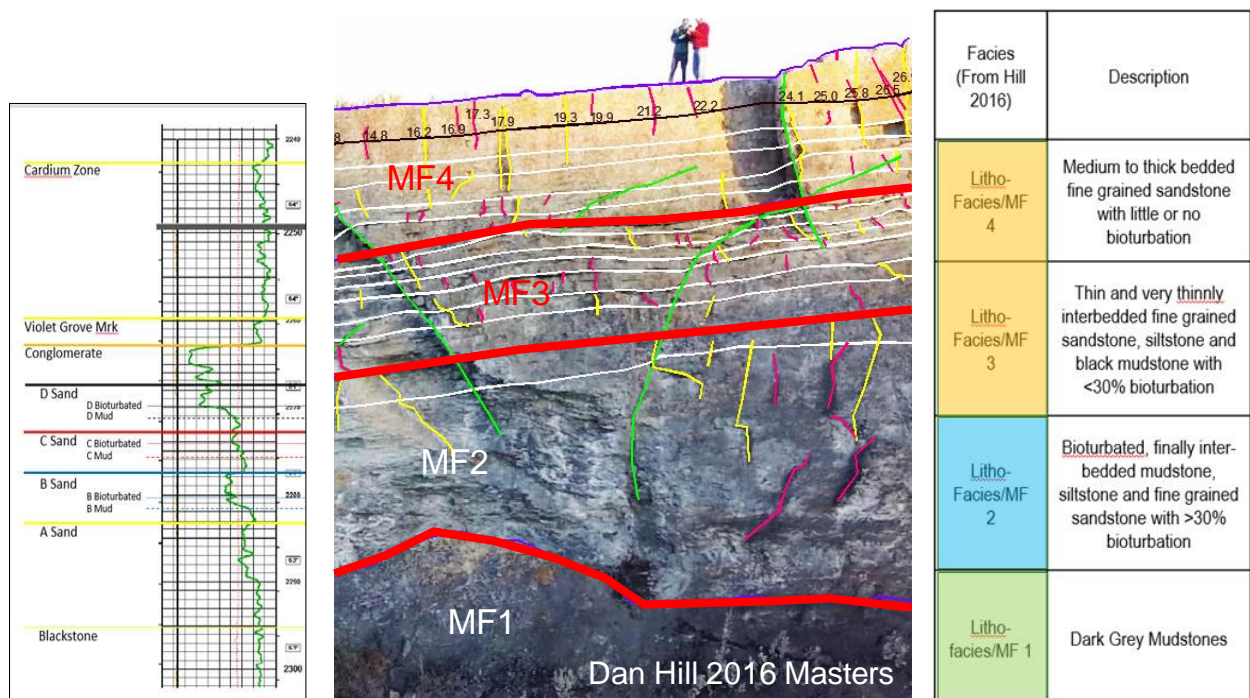 2240
Cardium Zone
64°
2250
64°
Violet Grove Mrk
Conglomerate
D Sand
D Bioturbated
D Mud
2270
C Sand
C Bioturbated
C Mud
B Sand
B Bioturbated
B Mud
2280
A Sand
63°
2290
Blackstone
2300
14.8
16.2
16.9
17.3
17.9
19.3
19.9
21.2
22.2
24.1
25.0
25.8
26.5
MF4
MF3
MF2
MF1
Dan Hill 2016 Masters
Facies
(From Hill
2016)
Description
Litho-
Facies/MF
4
Medium to thick bedded
fine grained sandstone
with little or no
bioturbation
Litho-
Facies/MF
3
Thin and very thinnly
interbedded fine grained
sandstone, siltstone and
black mudstone with
<30% bioturbation
Litho-
Facies/MF
2
Bioturbated, finally inter-
bedded mudstone,
siltstone and fine grained
sandstone with >30%
bioturbation
Litho-
facies/MF 1
Dark Grey Mudstones